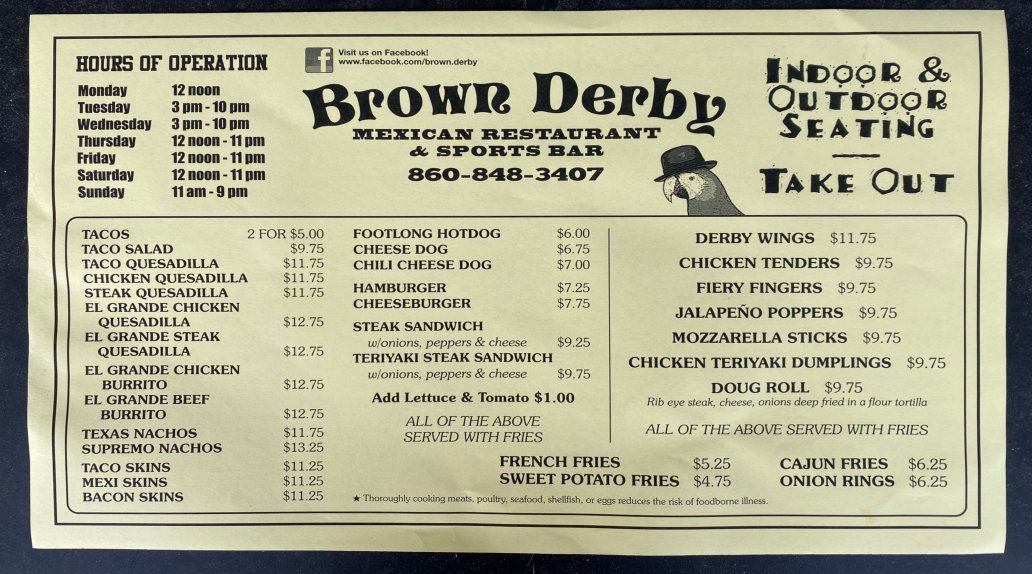 HOURS OF OPERATION
Monday 12 noon
Tuesday 3 pm - 10 pm
Wednesday 3 pm - 10 pm
Thursday 12 noon - 11 pm
Friday 12 noon - 11 pm
Saturday 12 noon - 11 pm
Sunday 11 am - 9 pm
f
Visit us on Facebook!
www.facebook.com/brown.derby
Brown Derby
MEXICAN RESTAURANT
& SPORTS BAR
860-848-3407
INDOOR &
OUTDOOR
SEATING
TAKE OUT
TACOS 2 FOR $5.00
TACO SALAD $9.75
TACO QUESADILLA $11.75
CHICKEN QUESADILLA $11.75
STEAK QUESADILLA $11.75
EL GRANDE CHICKEN
QUESADILLA $12.75
EL GRANDE STEAK
QUESADILLA $12.75
EL GRANDE CHICKEN
BURRITO $12.75
EL GRANDE BEEF
BURRITO $12.75
TEXAS NACHOS $11.75
SUPREMO NACHOS $13.25
TACO SKINS $11.25
MEXI SKINS $11.25
BACON SKINS $11.25
FOOTLONG HOTDOG $6.00
CHEESE DOG $6.75
CHILI CHEESE DOG $7.00
HAMBURGER $7.25
CHEESEBURGER $7.75
STEAK SANDWICH
w/onions, peppers & cheese $9.25
TERIYAKI STEAK SANDWICH
w/onions, peppers & cheese $9.75
Add Lettuce & Tomato $1.00
ALL OF THE ABOVE
SERVED WITH FRIES
DERBY WINGS $11.75
CHICKEN TENDERS $9.75
FIERY FINGERS $9.75
JALAPEÑO POPPERS $9.75
MOZZARELLA STICKS $9.75
CHICKEN TERIYAKI DUMPLINGS $9.75
DOUG ROLL $9.75
Rib eye steak, cheese, onions deep fried in a flour tortilla
ALL OF THE ABOVE SERVED WITH FRIES
FRENCH FRIES $5.25 CAJUN FRIES $6.25
SWEET POTATO FRIES $4.75 ONION RINGS $6.25
★ Thoroughly cooking meats, poultry, seafood, shellfish, or eggs reduces the risk of foodborne illness.